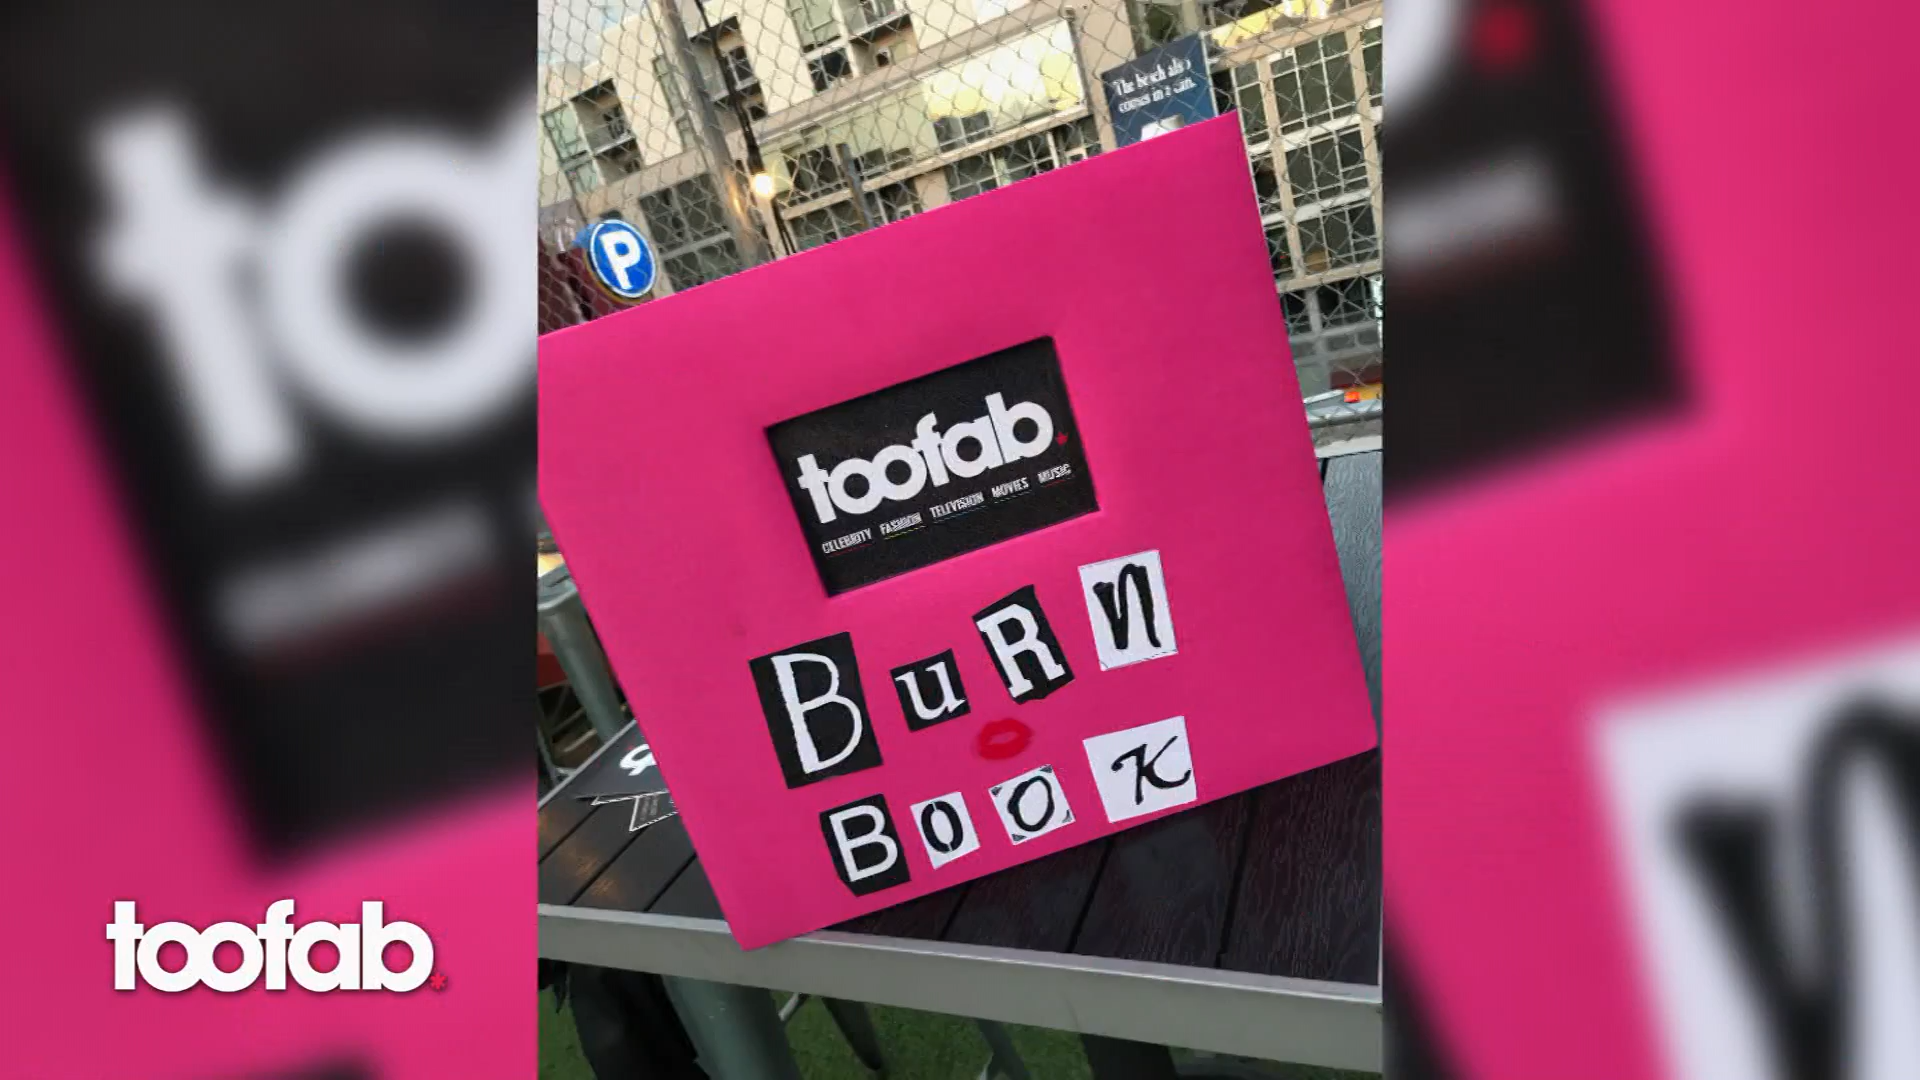 The beach also
comes in a can.
P
toofab
CELEBRITY FASHION TELEVISION MOVIES MUSIC
BuRn
BOOK
toofab